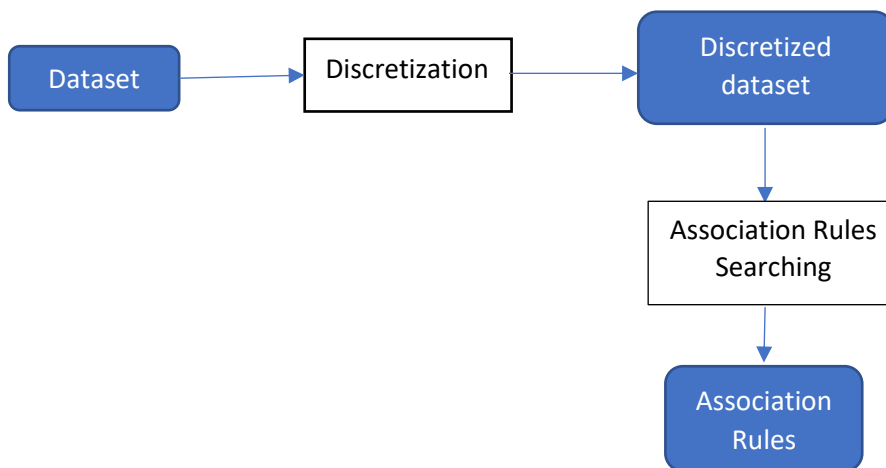 Dataset
Discretization
Discretized
dataset
Association Rules
Searching
Association
Rules